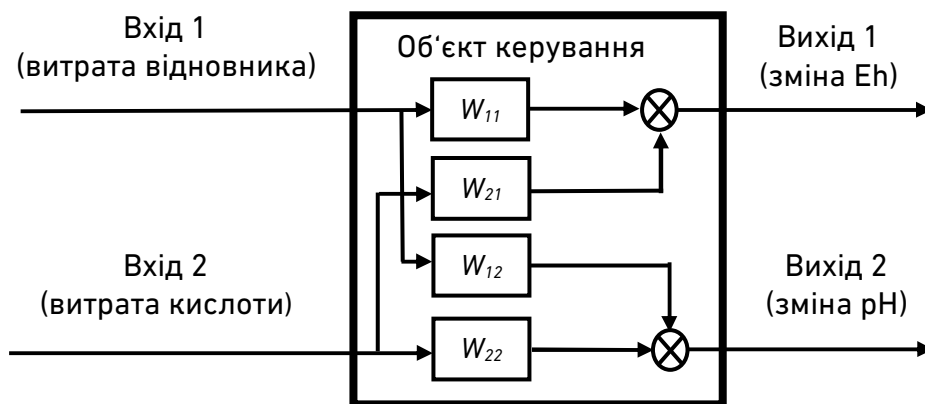 Вхід 1
(витрата відновника)
Об‘єкт керування
Вихід 1
(зміна Eh)
W11
W21
W12
W22
Вхід 2
(витрата кислоти)
Вихід 2
(зміна pH)